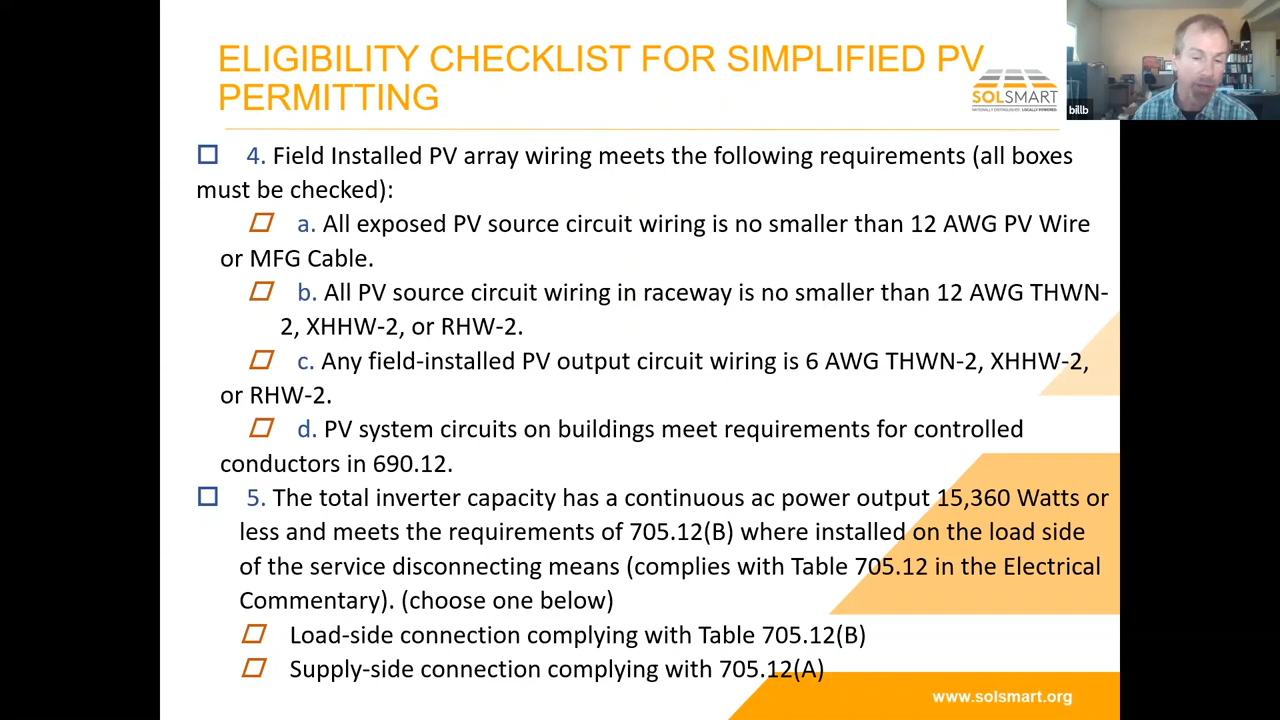 ELIGIBILITY CHECKLIST FOR SIMPLIFIED PV
PERMITTING
SOLSMART
NATIONALLY DISTINGUISHED. LOCALLY POWERED.
billb
4. Field Installed PV array wiring meets the following requirements (all boxes
must be checked):
a. All exposed PV source circuit wiring is no smaller than 12 AWG PV Wire
or MFG Cable.
b. All PV source circuit wiring in raceway is no smaller than 12 AWG THWN-
2, XHHW-2, or RHW-2.
c. Any field-installed PV output circuit wiring is 6 AWG THWN-2, XHHW-2,
or RHW-2.
d. PV system circuits on buildings meet requirements for controlled
conductors in 690.12.
5. The total inverter capacity has a continuous ac power output 15,360 Watts or
less and meets the requirements of 705.12(B) where installed on the load side
of the service disconnecting means (complies with Table 705.12 in the Electrical
Commentary). (choose one below)
Load-side connection complying with Table 705.12(B)
Supply-side connection complying with 705.12(A)
www.solsmart.org